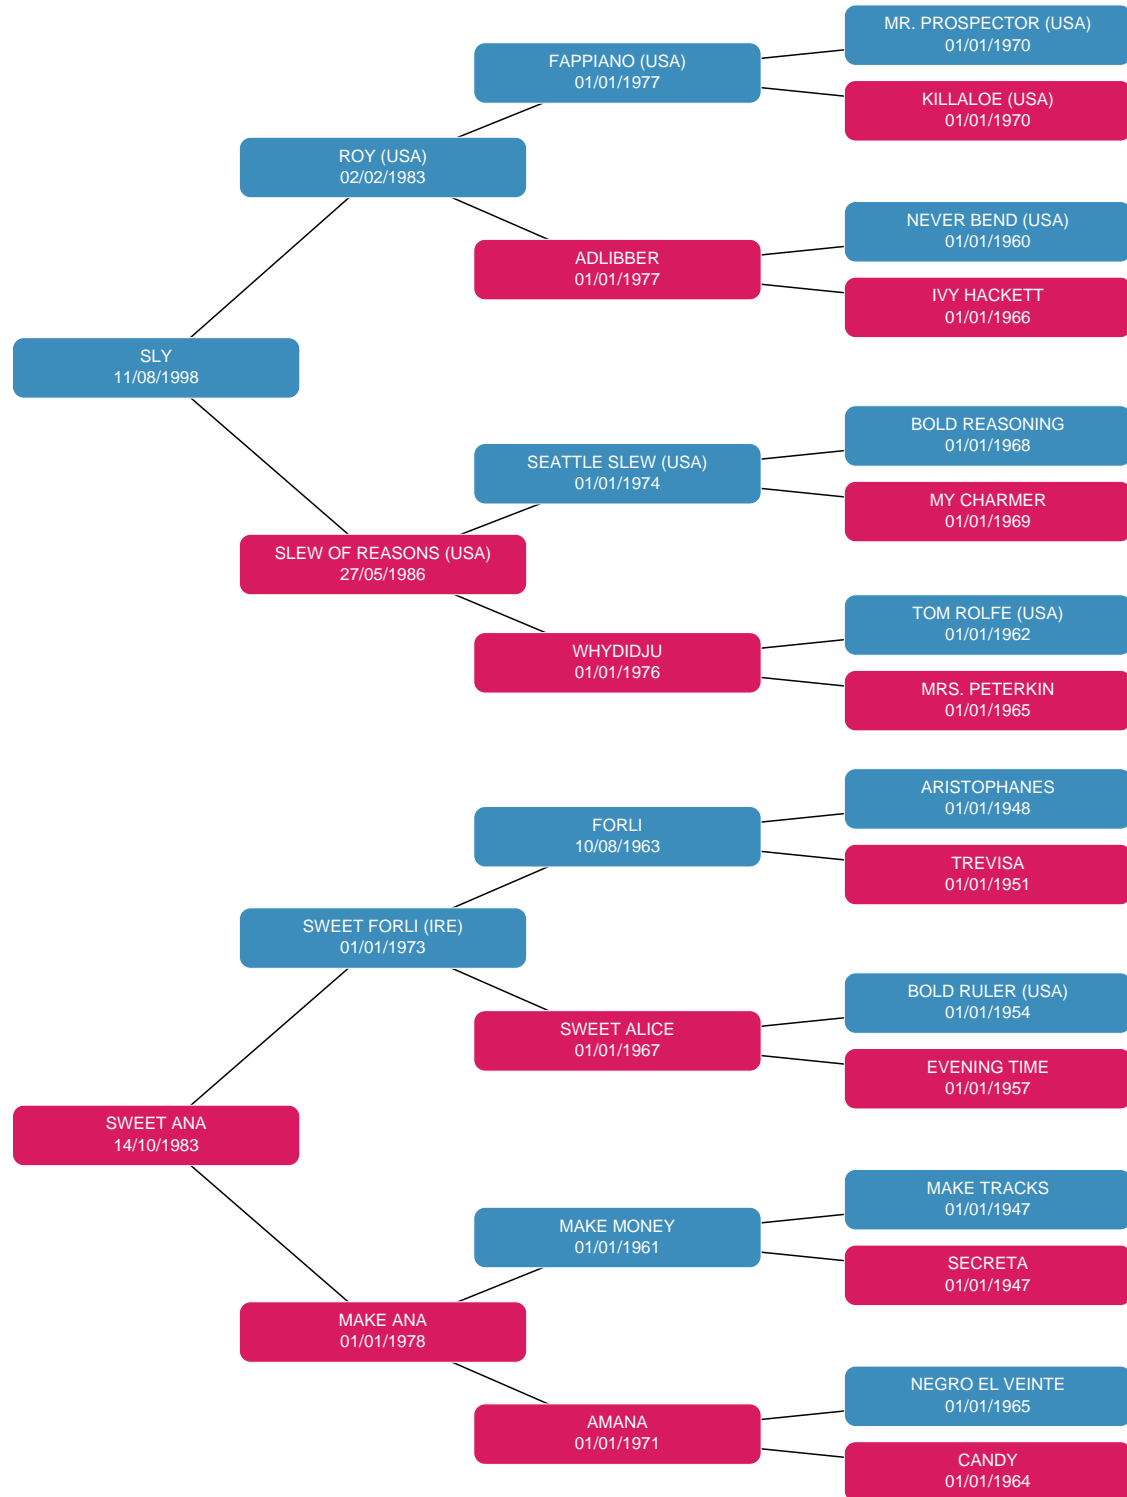 MR. PROSPECTOR (USA)
01/01/1970
FAPPIANO (USA)
01/01/1977
KILLALOE (USA)
01/01/1970
ROY (USA)
02/02/1983
NEVER BEND (USA)
01/01/1960
ADLIBBER
01/01/1977
IVY HACKETT
01/01/1966
SLY
11/08/1998
BOLD REASONING
01/01/1968
SEATTLE SLEW (USA)
01/01/1974
MY CHARMER
01/01/1969
SLEW OF REASONS (USA)
27/05/1986
TOM ROLFE (USA)
01/01/1962
WHYDIDJU
01/01/1976
MRS. PETERKIN
01/01/1965
ARISTOPHANES
01/01/1948
FORLI
10/08/1963
TREVISA
01/01/1951
SWEET FORLI (IRE)
01/01/1973
BOLD RULER (USA)
01/01/1954
SWEET ALICE
01/01/1967
EVENING TIME
01/01/1957
SWEET ANA
14/10/1983
MAKE TRACKS
01/01/1947
MAKE MONEY
01/01/1961
SECRETA
01/01/1947
MAKE ANA
01/01/1978
NEGRO EL VEINTE
01/01/1965
AMANA
01/01/1971
CANDY
01/01/1964